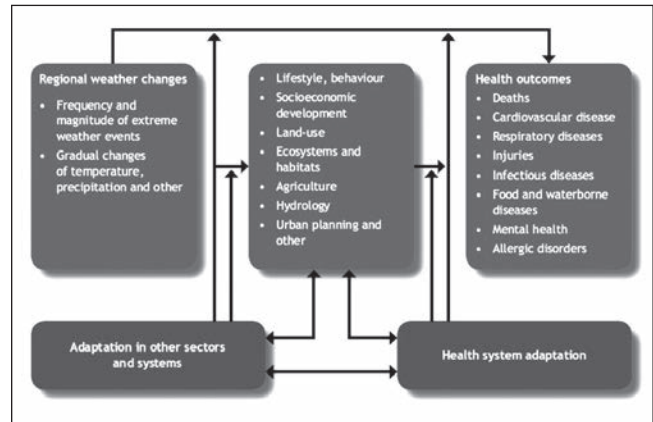 Regional weather changes
• Frequency and
magnitude of extreme
weather events
• Gradual changes
of temperature,
precipitation and other
• Lifestyle, behaviour
• Socioeconomic
development
• Land-use
• Ecosystems and
habitats
• Agriculture
• Hydrology
• Urban planning and
other
Health outcomes
• Deaths
• Cardiovascular disease
• Respiratory diseases
• Injuries
• Infectious diseases
• Food and waterborne
diseases
• Mental health
• Allergic disorders
Adaptation in other sectors
and systems
Health system adaptation